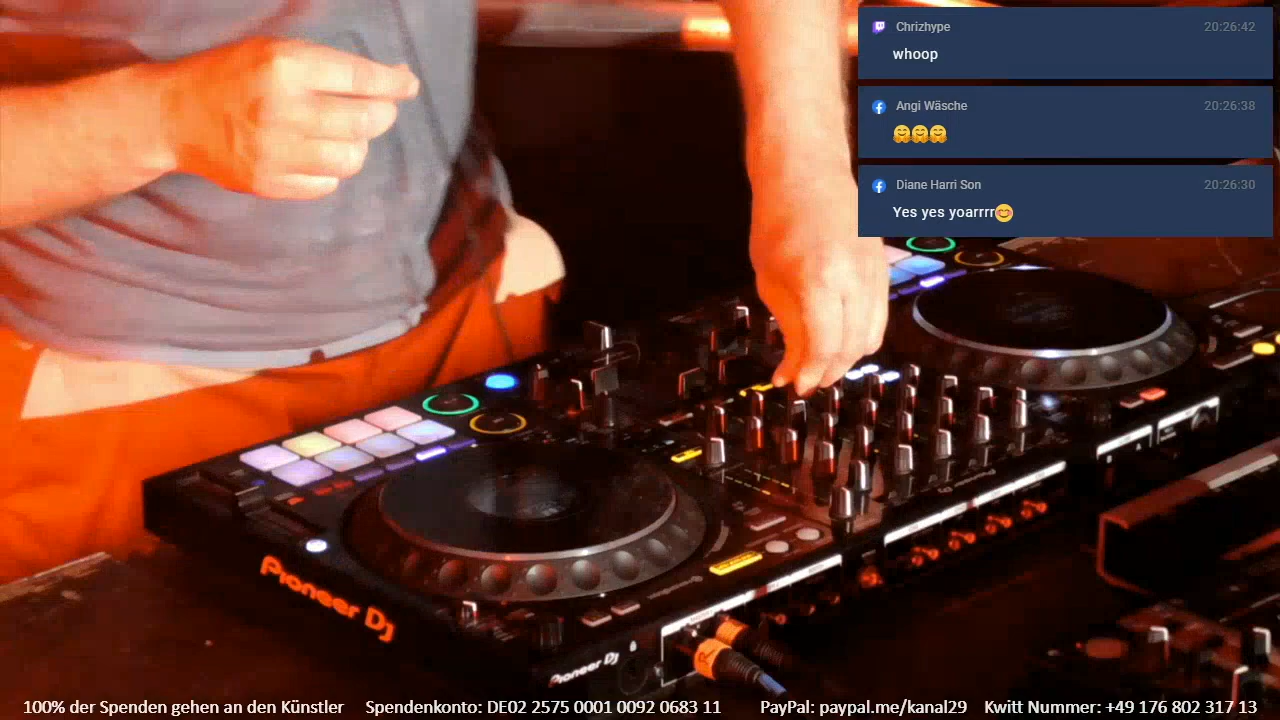 Chrizhype 20:26:42
whoop
Angi Wäsche 20:26:38
🤗🤗🤗
Diane Harri Son 20:26:30
Yes yes yoarrrr😊
Pioneer Dj
Pioneer Dj
R
100% der Spenden gehen an den Künstler Spendenkonto: DE02 2575 0001 0092 0683 11 PayPal: paypal.me/kanal29 Kwitt Nummer: +49 176 802 317 13